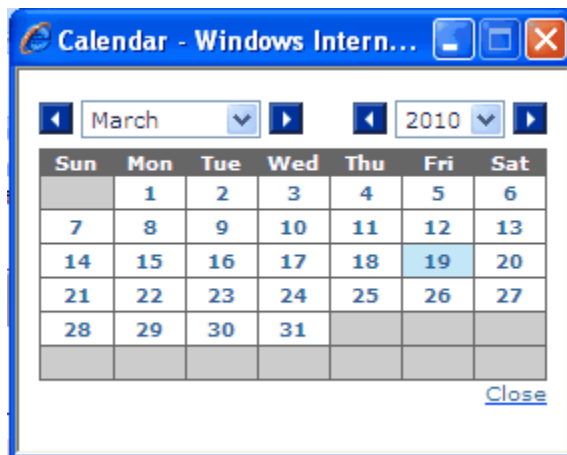 Calendar - Windows Intern...
March 2010
Sun Mon Tue Wed Thu Fri Sat
1 2 3 4 5 6
7 8 9 10 11 12 13
14 15 16 17 18 19 20
21 22 23 24 25 26 27
28 29 30 31
Close